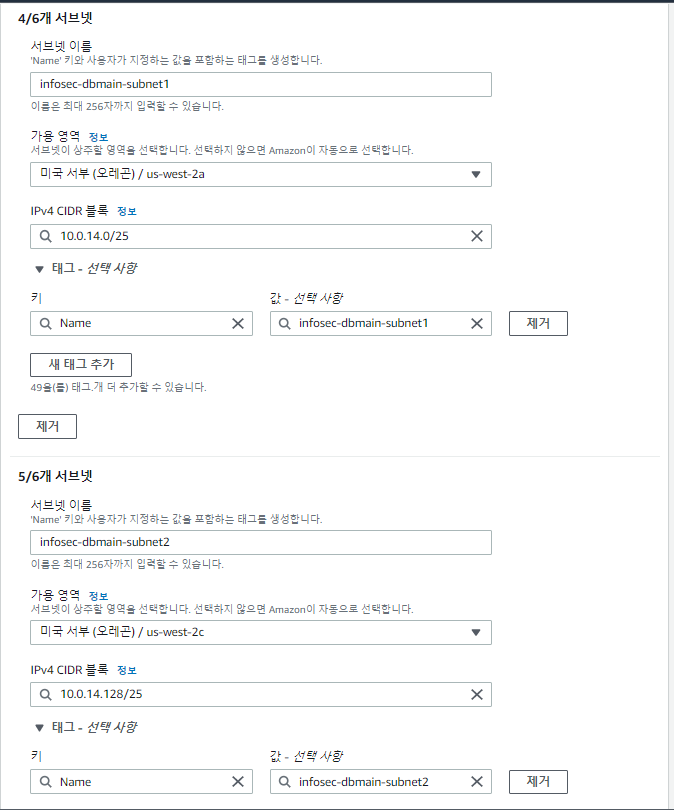 4/6개 서브넷
서브넷 이름
'Name' 키와 사용자가 지정하는 값을 포함하는 태그를 생성합니다.
infosec-dbmain-subnet1
이름은 최대 256자까지 입력할 수 있습니다.
가용 영역 정보
서브넷이 상주할 영역을 선택합니다. 선택하지 않으면 Amazon이 자동으로 선택합니다.
미국 서부 (오레곤) / us-west-2a
IPv4 CIDR 블록 정보
10.0.14.0/25
태그 - 선택 사항
키 값 - 선택 사항
Name infosec-dbmain-subnet1 제거
새 태그 추가
49을(를) 태그.개 더 추가할 수 있습니다.
제거
5/6개 서브넷
서브넷 이름
'Name' 키와 사용자가 지정하는 값을 포함하는 태그를 생성합니다.
infosec-dbmain-subnet2
이름은 최대 256자까지 입력할 수 있습니다.
가용 영역 정보
서브넷이 상주할 영역을 선택합니다. 선택하지 않으면 Amazon이 자동으로 선택합니다.
미국 서부 (오레곤) / us-west-2c
IPv4 CIDR 블록 정보
10.0.14.128/25
태그 - 선택 사항
키 값 - 선택 사항
Name infosec-dbmain-subnet2 제거